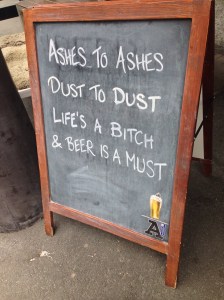 ASHES TO ASHES
DUST TO DUST
LIFE'S A BITCH
& BEER IS A MUST
A